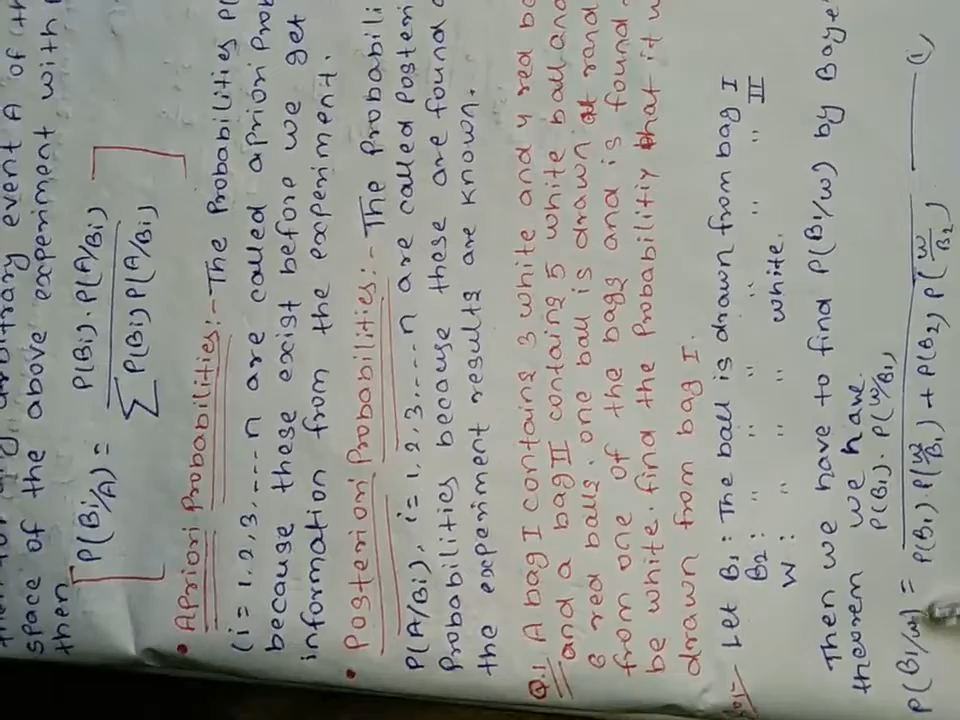 arbitrary event A of th
space of the above experiment with
then
P(Bi/A) = P(Bi). P(A/Bi) / ∑ P(Bi) P(A/Bi)
• Apriori Probabilities:- The Probabilities P(
(i = 1, 2, 3, .... n are called apriori Prob
because these exist before we get
information from the experiment.
• Posteriori Probabilities:- The Probabili
P(A/Bi), i = 1, 2, 3..... n are called Posteri
Probabilities because these are found
the experiment results are known.
Q.1 A bag I contains 3 white and 4 red ba
and a bag II containg 5 white ball and
6 red balls. one ball is drawn at rand
from one of the bags and is found
be white. find the Probability that it w
drawn from bag I.
Sol- Let B₁ : The ball is drawn from bag I
B₂ : " " " " " II
W : " " " white.
Then we have to find P(B₁/w) by Baye
theorem we have.
P(B₁/w) = P(B₁). P(w/B₁) / P(B₁). P(w/B₁) + P(B₂) P(w/B₂) —— (i)